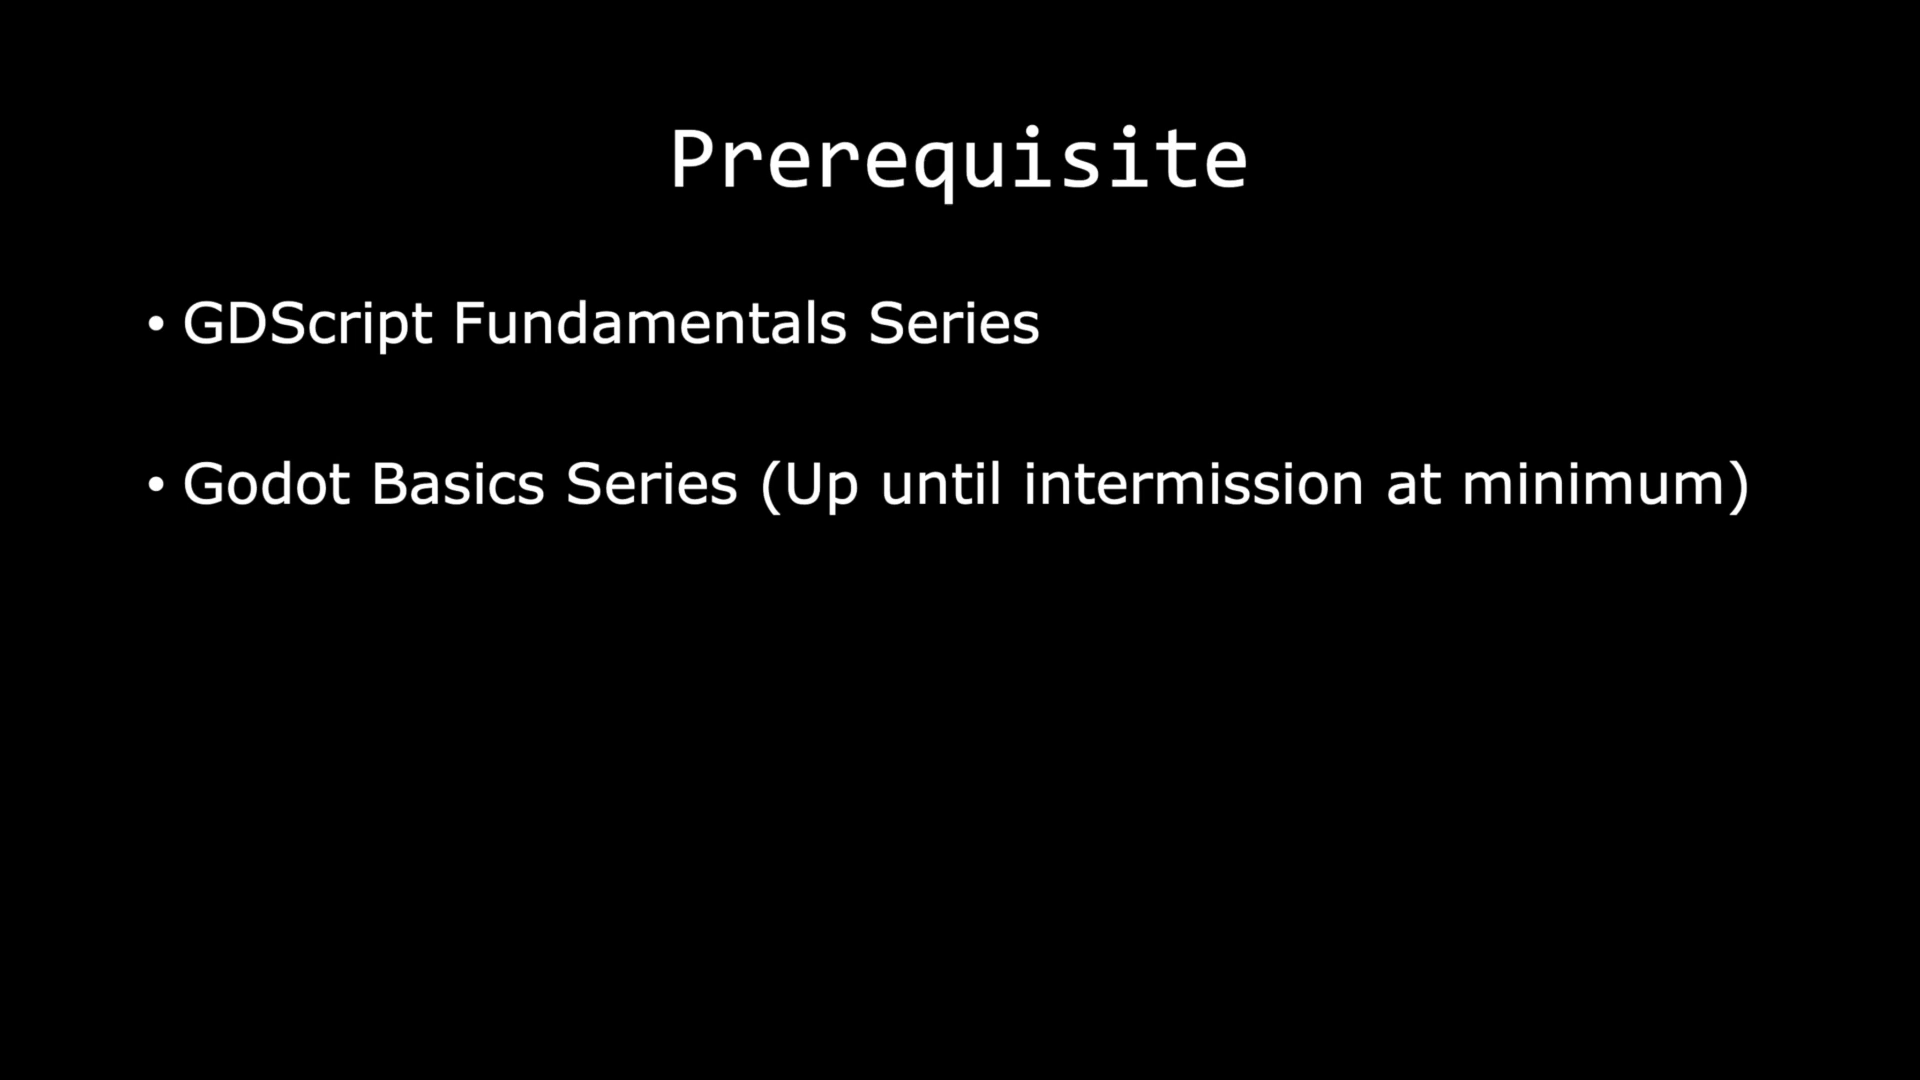 Prerequisite
• GDScript Fundamentals Series
• Godot Basics Series (Up until intermission at minimum)